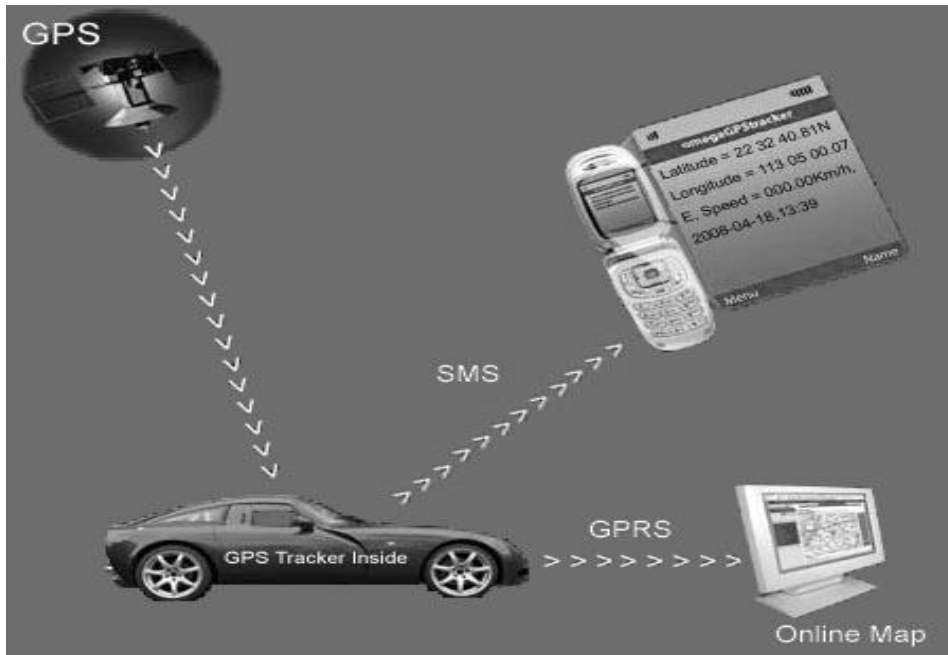 GPS
omegaGPStracker
Latitude = 22 32 40.81N
Longitude = 113 05 00.07
E, Speed = 000.00Km/h,
2008-04-18,13:39
Menu
Name
SMS
GPRS
GPS Tracker Inside
Online Map